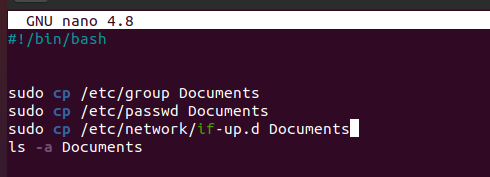 GNU nano 4.8
#!/bin/bash
sudo cp /etc/group Documents
sudo cp /etc/passwd Documents
sudo cp /etc/network/if-up.d Documents
ls -a Documents